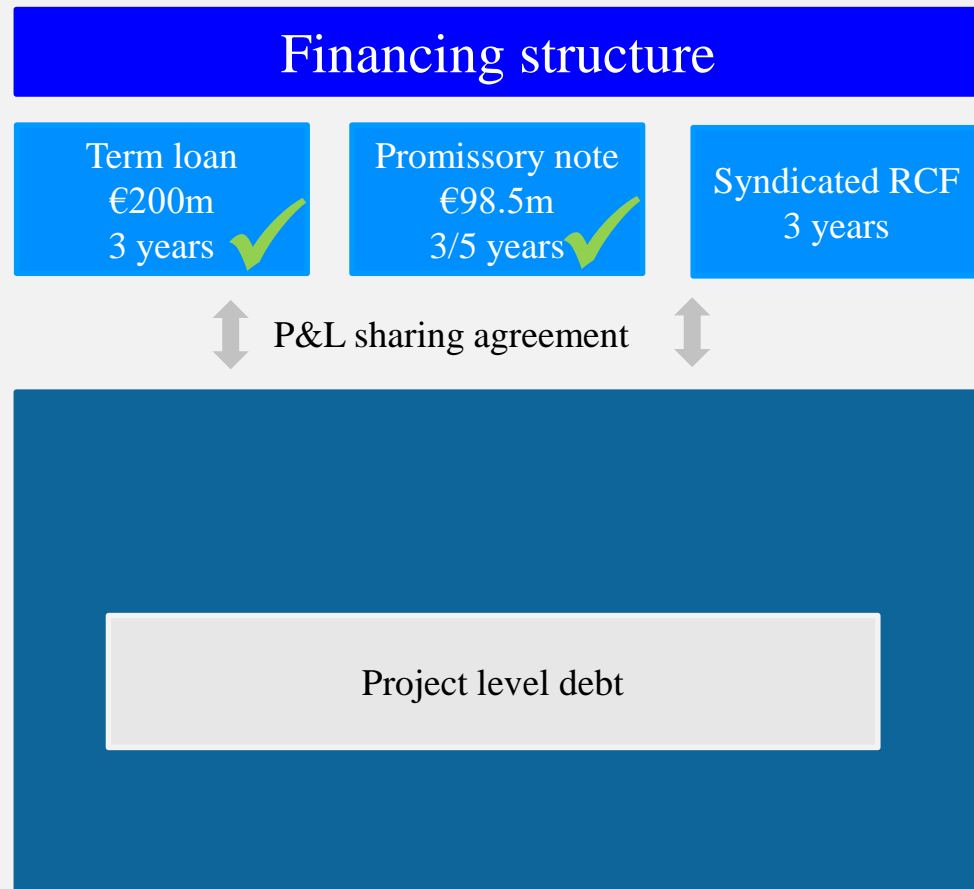 Financing structure
Term loan
€200m
3 years
Promissory note
€98.5m
3/5 years
Syndicated RCF
3 years
P&L sharing agreement
Project level debt